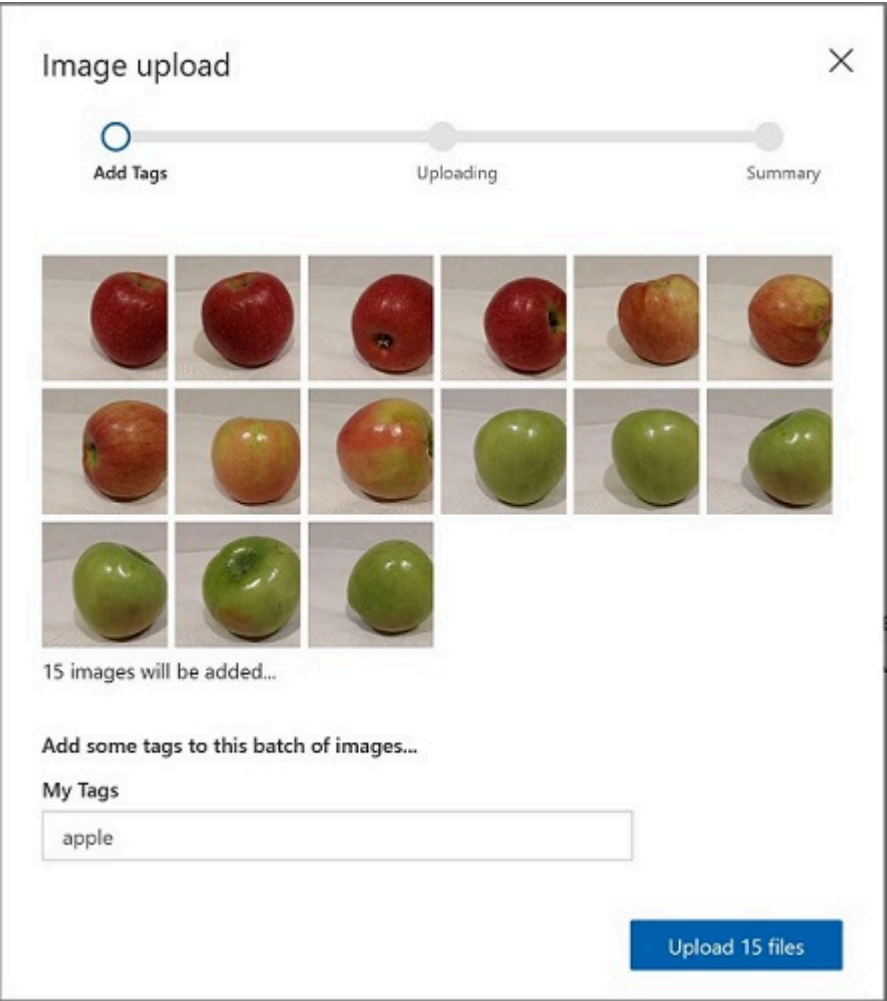 Image upload
Add Tags
Uploading
Summary
15 images will be added...
Add some tags to this batch of images...
My Tags
apple
Upload 15 files